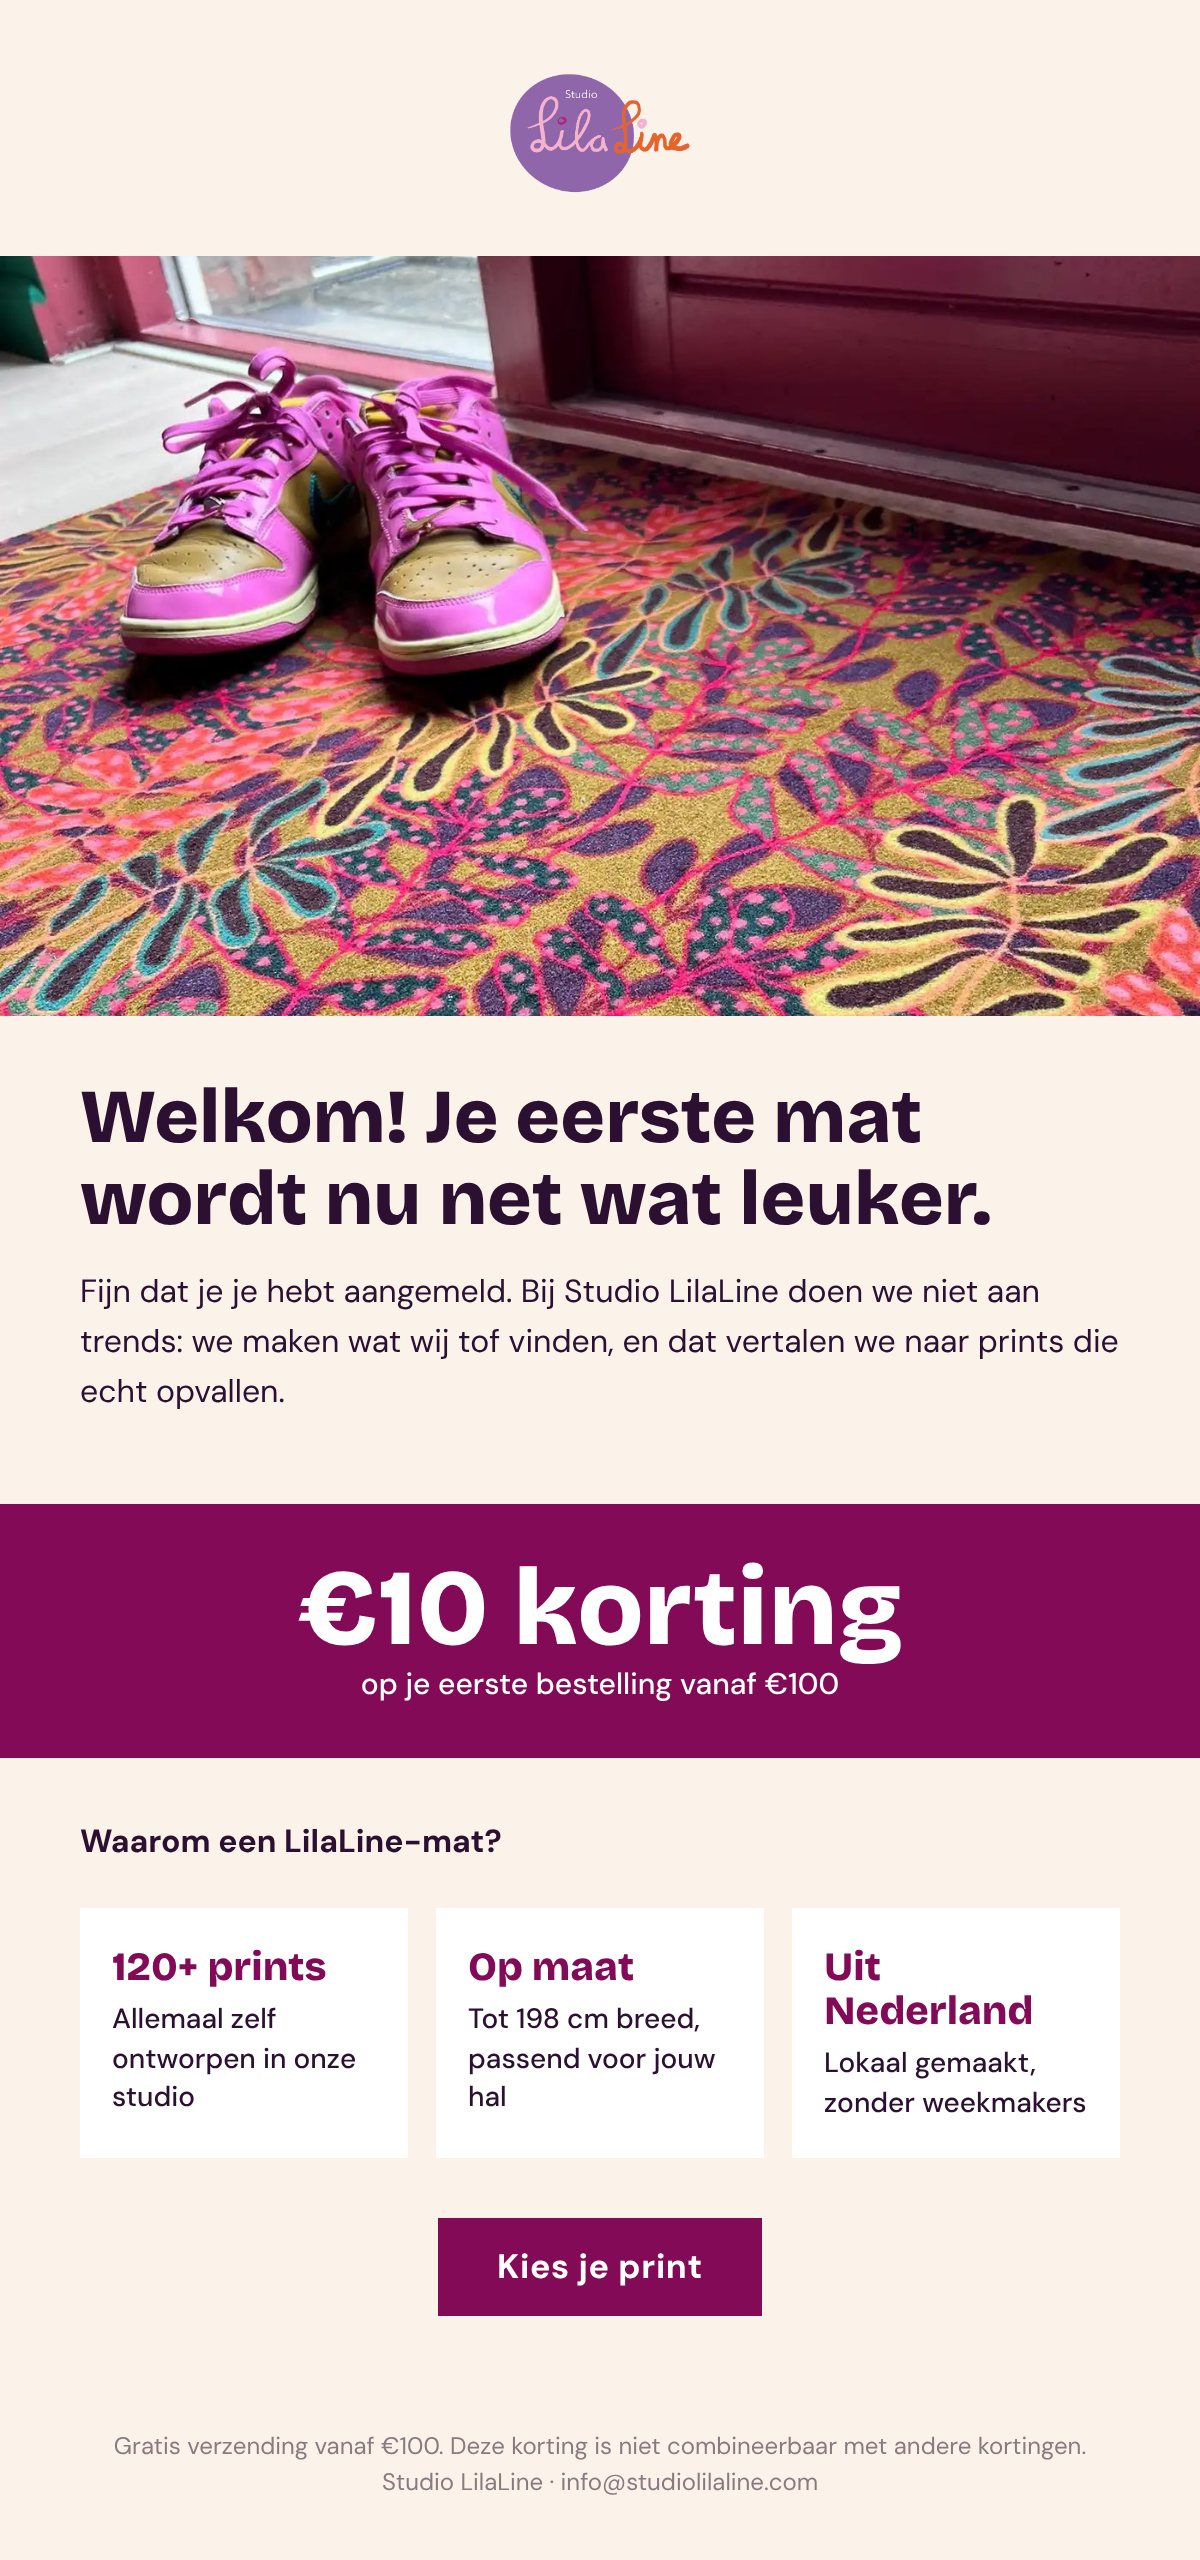 Studio
LilaLine
Welkom! Je eerste mat
wordt nu net wat leuker.
Fijn dat je je hebt aangemeld. Bij Studio LilaLine doen we niet aan
trends: we maken wat wij tof vinden, en dat vertalen we naar prints die
echt opvallen.
€10 korting
op je eerste bestelling vanaf €100
Waarom een LilaLine-mat?
120+ prints
Allemaal zelf
ontworpen in onze
studio
Op maat
Tot 198 cm breed,
passend voor jouw
hal
Uit
Nederland
Lokaal gemaakt,
zonder weekmakers
Kies je print
Gratis verzending vanaf €100. Deze korting is niet combineerbaar met andere kortingen.
Studio LilaLine · info@studiolilaline.com